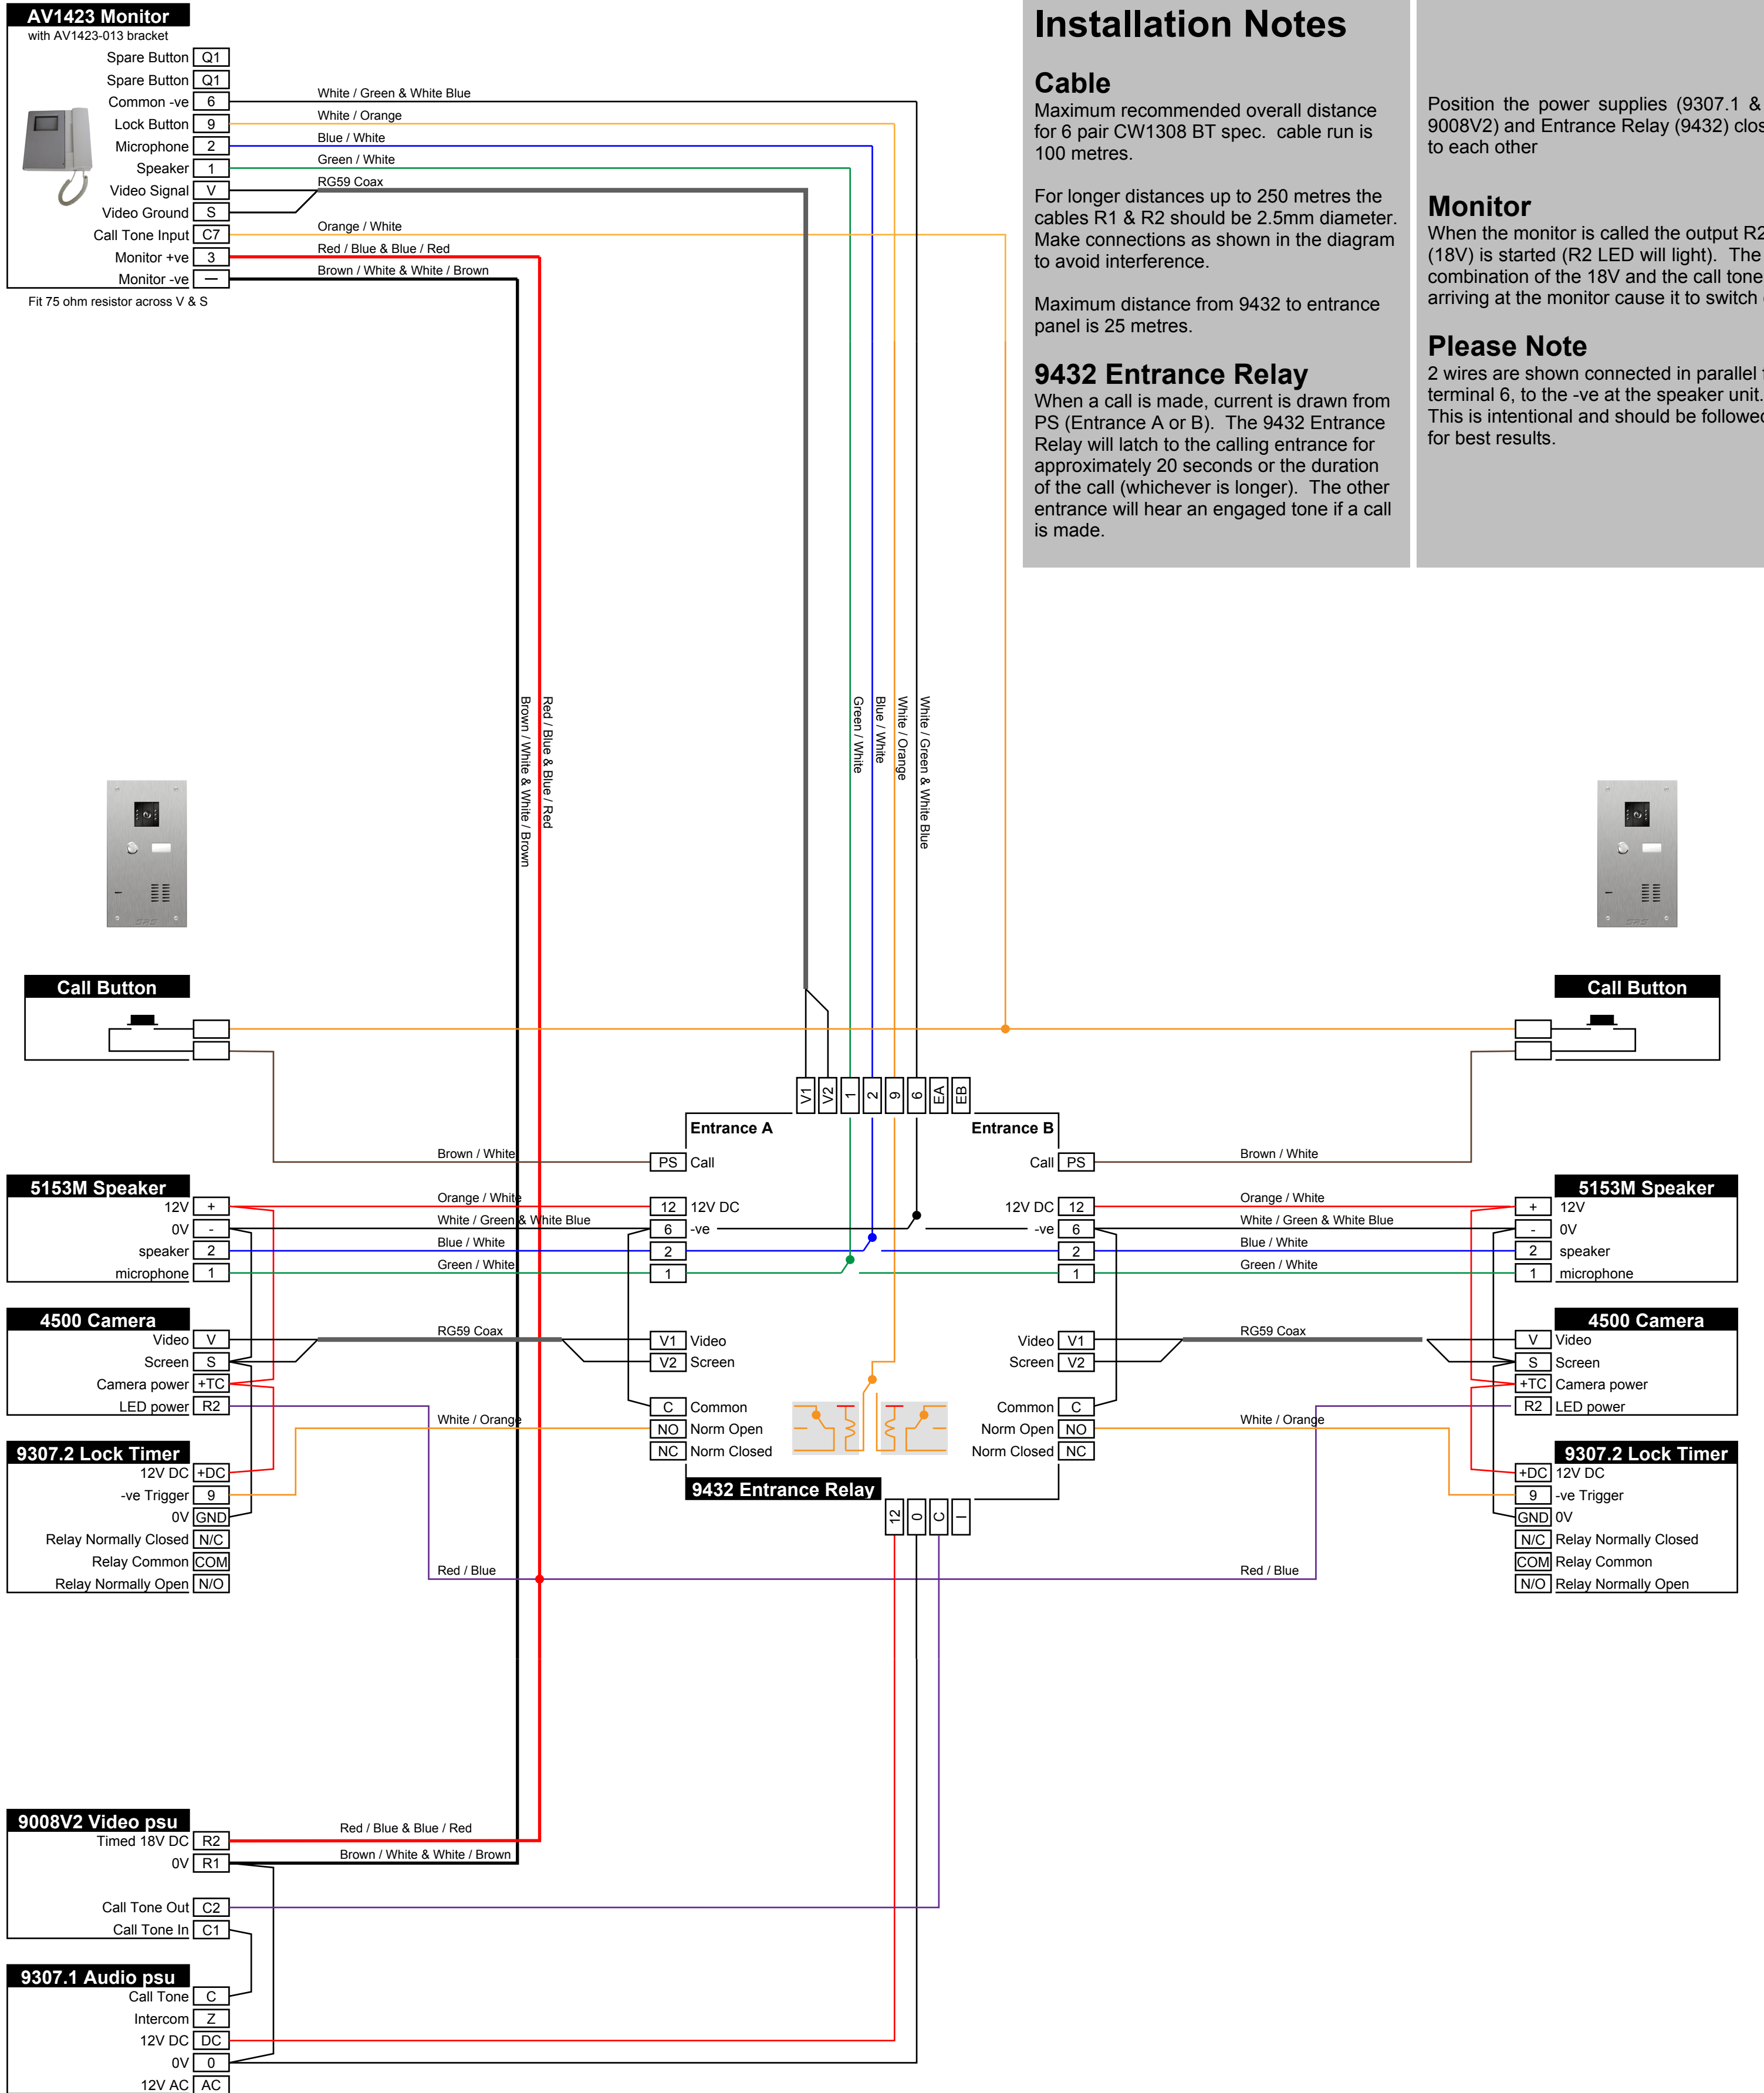 AV1423 Monitor
with AV1423-013 bracket
Spare Button Q1
Spare Button Q1
Common -ve 6
Lock Button 9
Microphone 2
Speaker 1
Video Signal V
Video Ground S
Call Tone Input C7
Monitor +ve 3
Monitor -ve —
Fit 75 ohm resistor across V & S
White / Green & White Blue
White / Orange
Blue / White
Green / White
RG59 Coax
Orange / White
Red / Blue & Blue / Red
Brown / White & White / Brown
Installation Notes
Cable
Maximum recommended overall distance
for 6 pair CW1308 BT spec. cable run is
100 metres.
For longer distances up to 250 metres the
cables R1 & R2 should be 2.5mm diameter.
Make connections as shown in the diagram
to avoid interference.
Maximum distance from 9432 to entrance
panel is 25 metres.
9432 Entrance Relay
When a call is made, current is drawn from
PS (Entrance A or B). The 9432 Entrance
Relay will latch to the calling entrance for
approximately 20 seconds or the duration
of the call (whichever is longer). The other
entrance will hear an engaged tone if a call
is made.
Position the power supplies (9307.1 &
9008V2) and Entrance Relay (9432)
to each other
Monitor
When the monitor is called the output R2
(18V) is started (R2 LED will light). The
combination of the 18V and the call tone
arriving at the monitor cause it to switch
Please Note
2 wires are shown connected in parallel
terminal 6, to the -ve at the speaker unit.
This is intentional and should be followed
for best results.
Brown / White & White / Brown
Red / Blue & Blue / Red
Green / White
Blue / White
White / Orange
White / Green & White Blue
SRS
SRS
Call Button
Call Button
V1 V2 1 2 9 6 EA EB
Entrance A
Entrance B
Brown / White
PS Call
Call PS
Brown / White
5153M Speaker
12V +
0V -
speaker 2
microphone 1
Orange / White
White / Green & White Blue
Blue / White
Green / White
12 12V DC
6 -ve
2
1
12V DC 12
-ve 6
2
1
Orange / White
White / Green & White Blue
Blue / White
Green / White
5153M Speaker
+ 12V
- 0V
2 speaker
1 microphone
4500 Camera
Video V
Screen S
Camera power +TC
LED power R2
RG59 Coax
V1 Video
V2 Screen
Video V1
Screen V2
RG59 Coax
4500 Camera
V Video
S Screen
+TC Camera power
R2 LED power
White / Orange
C Common
NO Norm Open
NC Norm Closed
Common C
Norm Open NO
Norm Closed NC
White / Orange
9307.2 Lock Timer
12V DC +DC
-ve Trigger 9
0V GND
Relay Normally Closed N/C
Relay Common COM
Relay Normally Open N/O
9432 Entrance Relay
12 0 C I
9307.2 Lock Timer
+DC 12V DC
9 -ve Trigger
GND 0V
N/C Relay Normally Closed
COM Relay Common
N/O Relay Normally Open
Red / Blue
Red / Blue
9008V2 Video psu
Timed 18V DC R2
0V R1
Call Tone Out C2
Call Tone In C1
Red / Blue & Blue / Red
Brown / White & White / Brown
9307.1 Audio psu
Call Tone C
Intercom Z
12V DC DC
0V 0
12V AC AC